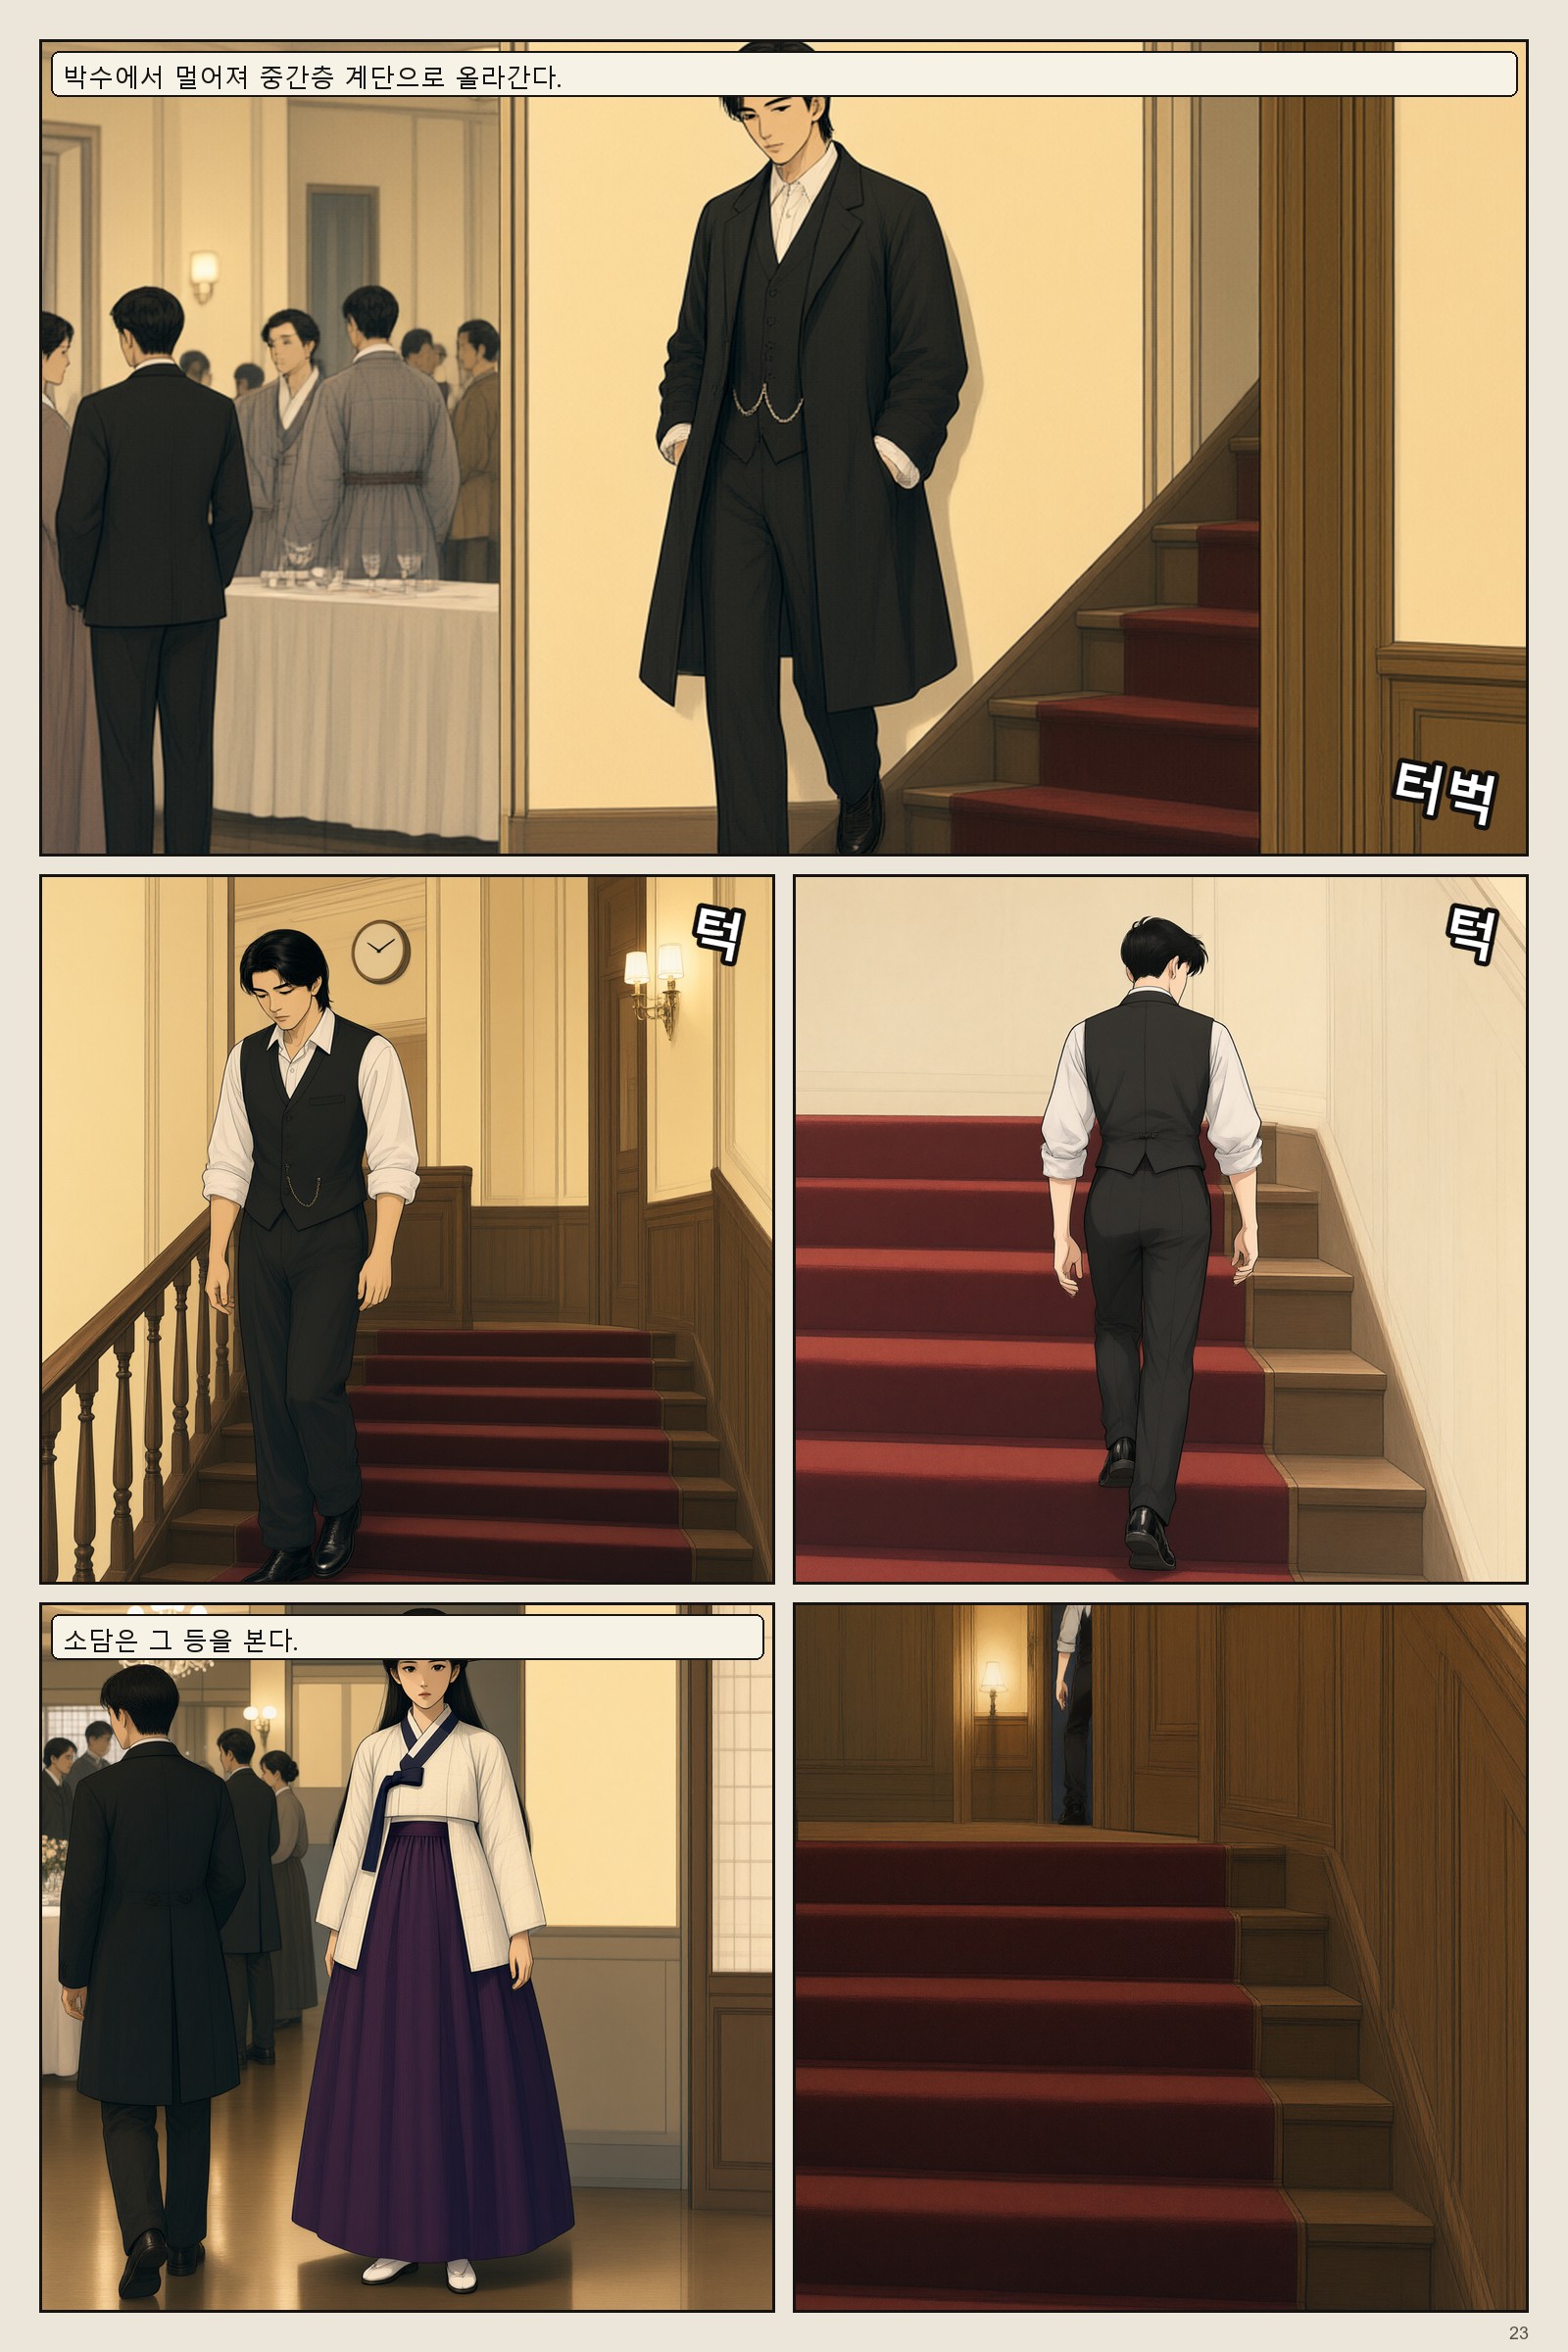 박수에서 멀어져 중간층 계단으로 올라간다.
터벅
턱
턱
소담은 그 등을 본다.
23